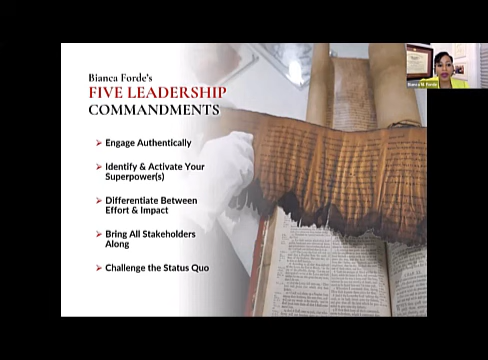 Bianca Forde's
FIVE LEADERSHIP
COMMANDMENTS
➢ Engage Authentically
➢ Identify & Activate Your
Superpower(s)
➢ Differentiate Between
Effort & Impact
➢ Bring All Stakeholders
Along
➢ Challenge the Status Quo
Bianca M. Forde